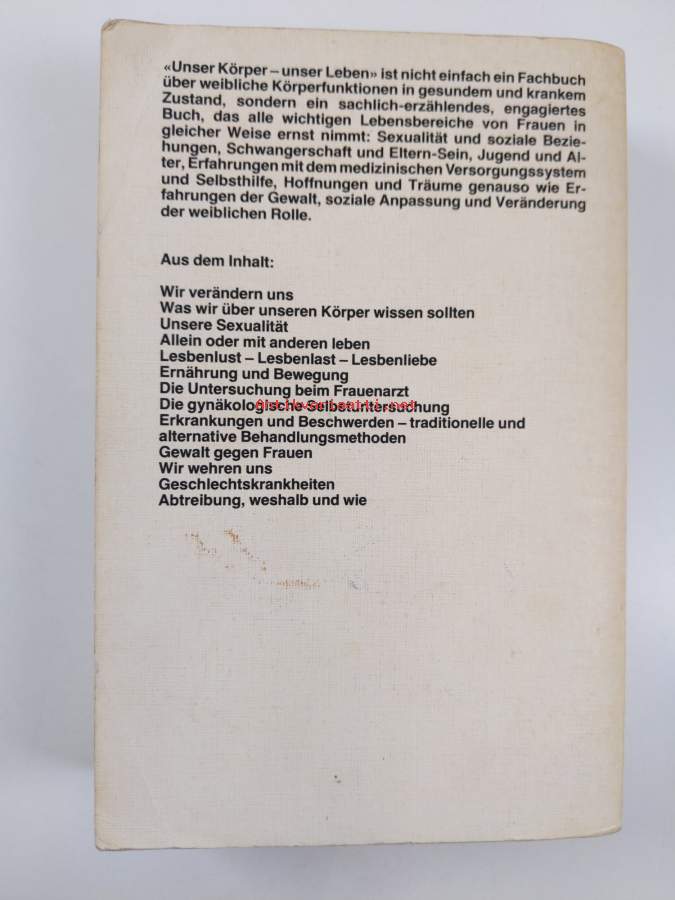 «Unser Körper – unser Leben» ist nicht einfach ein Fachbuch
über weibliche Körperfunktionen in gesundem und krankem
Zustand, sondern ein sachlich-erzählendes, engagiertes
Buch, das alle wichtigen Lebensbereiche von Frauen in
gleicher Weise ernst nimmt: Sexualität und soziale Bezie-
hungen, Schwangerschaft und Eltern-Sein, Jugend und Al-
ter, Erfahrungen mit dem medizinischen Versorgungssystem
und Selbsthilfe, Hoffnungen und Träume genauso wie Er-
fahrungen der Gewalt, soziale Anpassung und Veränderung
der weiblichen Rolle.
Aus dem Inhalt:
Wir verändern uns
Was wir über unseren Körper wissen sollten
Unsere Sexualität
Allein oder mit anderen leben
Lesbenlust – Lesbenlast – Lesbenliebe
Ernährung und Bewegung
Die Untersuchung beim Frauenarzt
Die gynäkologische Selbstuntersuchung
Erkrankungen und Beschwerden – traditionelle und
alternative Behandlungsmethoden
Gewalt gegen Frauen
Wir wehren uns
Geschlechtskrankheiten
Abtreibung, weshalb und wie